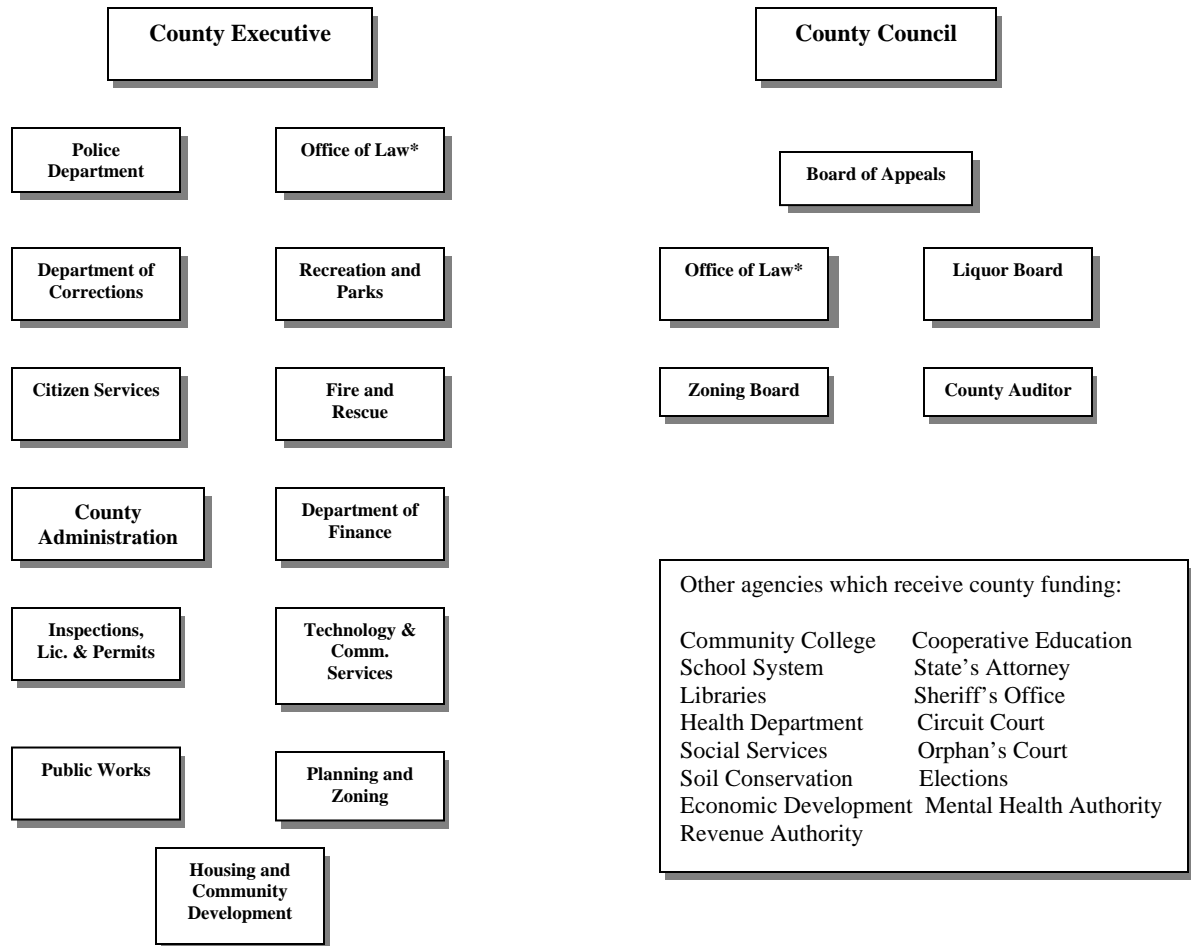 County Executive
County Council
Police
Department
Office of Law*
Board of Appeals
Department of
Corrections
Recreation and
Parks
Office of Law*
Liquor Board
Citizen Services
Fire and
Rescue
Zoning Board
County Auditor
County
Administration
Department of
Finance
Inspections,
Lic. & Permits
Technology &
Comm.
Services
Public Works
Planning and
Zoning
Housing and
Community
Development
Other agencies which receive county funding:
Community College Cooperative Education
School System State's Attorney
Libraries Sheriff's Office
Health Department Circuit Court
Social Services Orphan's Court
Soil Conservation Elections
Economic Development Mental Health Authority
Revenue Authority